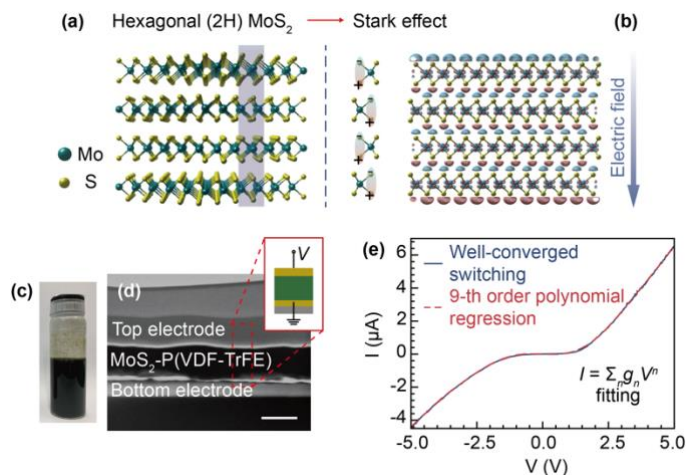 (a) Hexagonal (2H) MoS₂ → Stark effect (b)
Mo
S
− + − + − + − +
Electric field
(c)
(d)
V
Top electrode
MoS₂-P(VDF-TrFE)
Bottom electrode
(e)
6
4
2
0
-2
-4
I (µA)
Well-converged
switching
9-th order polynomial
regression
I = ΣₙgₙVⁿ
fitting
-5.0 -2.5 0.0 2.5 5.0
V (V)